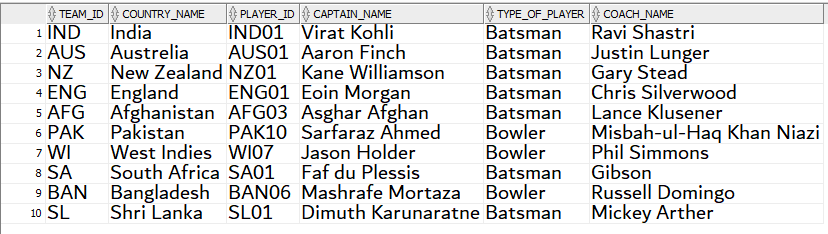 TEAM_ID COUNTRY_NAME PLAYER_ID CAPTAIN_NAME TYPE_OF_PLAYER COACH_NAME
1 IND India IND01 Virat Kohli Batsman Ravi Shastri
2 AUS Austrelia AUS01 Aaron Finch Batsman Justin Lunger
3 NZ New Zealand NZ01 Kane Williamson Batsman Gary Stead
4 ENG England ENG01 Eoin Morgan Batsman Chris Silverwood
5 AFG Afghanistan AFG03 Asghar Afghan Batsman Lance Klusener
6 PAK Pakistan PAK10 Sarfaraz Ahmed Bowler Misbah-ul-Haq Khan Niazi
7 WI West Indies WI07 Jason Holder Bowler Phil Simmons
8 SA South Africa SA01 Faf du Plessis Batsman Gibson
9 BAN Bangladesh BAN06 Mashrafe Mortaza Bowler Russell Domingo
10 SL Shri Lanka SL01 Dimuth Karunaratne Batsman Mickey Arther